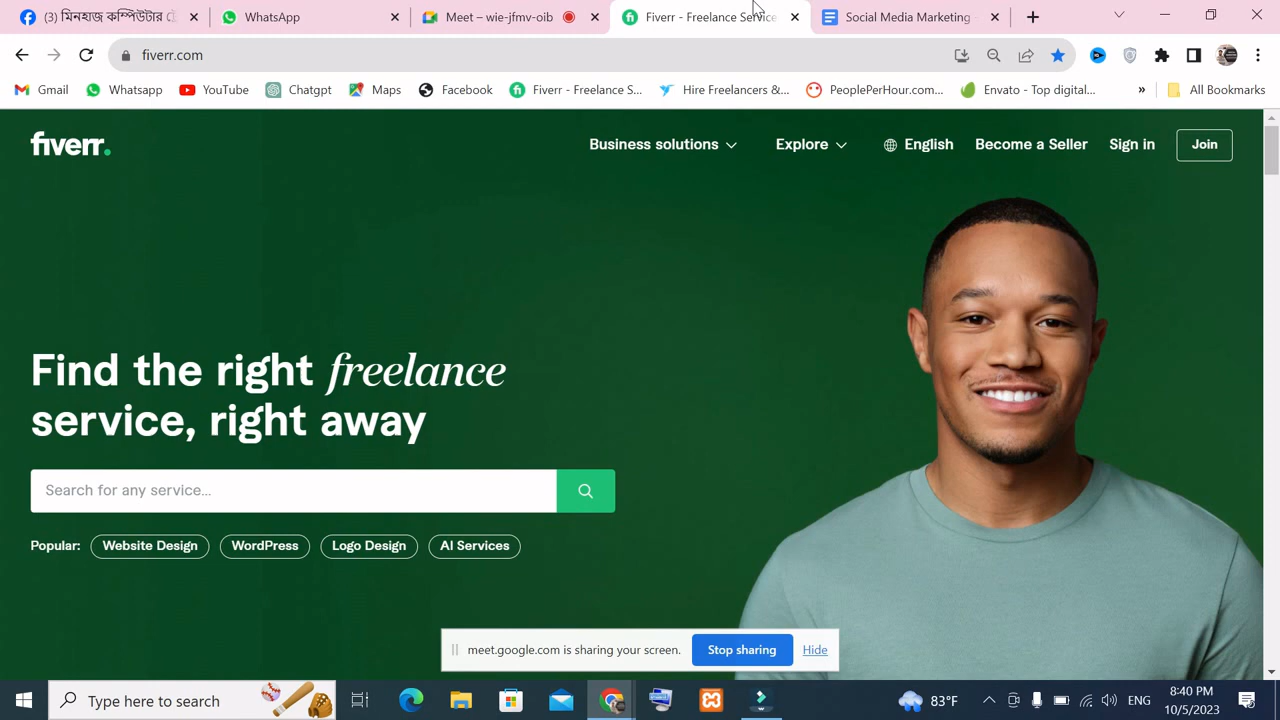 (3) মিনহাজ কম্পিউটার
WhatsApp
Meet – wie-jfmv-oib
Fiverr - Freelance Service
Social Media Marketing
fiverr.com
Gmail
Whatsapp
YouTube
Chatgpt
Maps
Facebook
Fiverr - Freelance S...
Hire Freelancers &...
PeoplePerHour.com...
Envato - Top digital...
»
All Bookmarks
fiverr.
Business solutions
Explore
English
Become a Seller
Sign in
Join
Find the right freelance
service, right away
Search for any service...
Popular:
Website Design
WordPress
Logo Design
AI Services
meet.google.com is sharing your screen.
Stop sharing
Hide
Type here to search
83°F
ENG
8:40 PM
10/5/2023